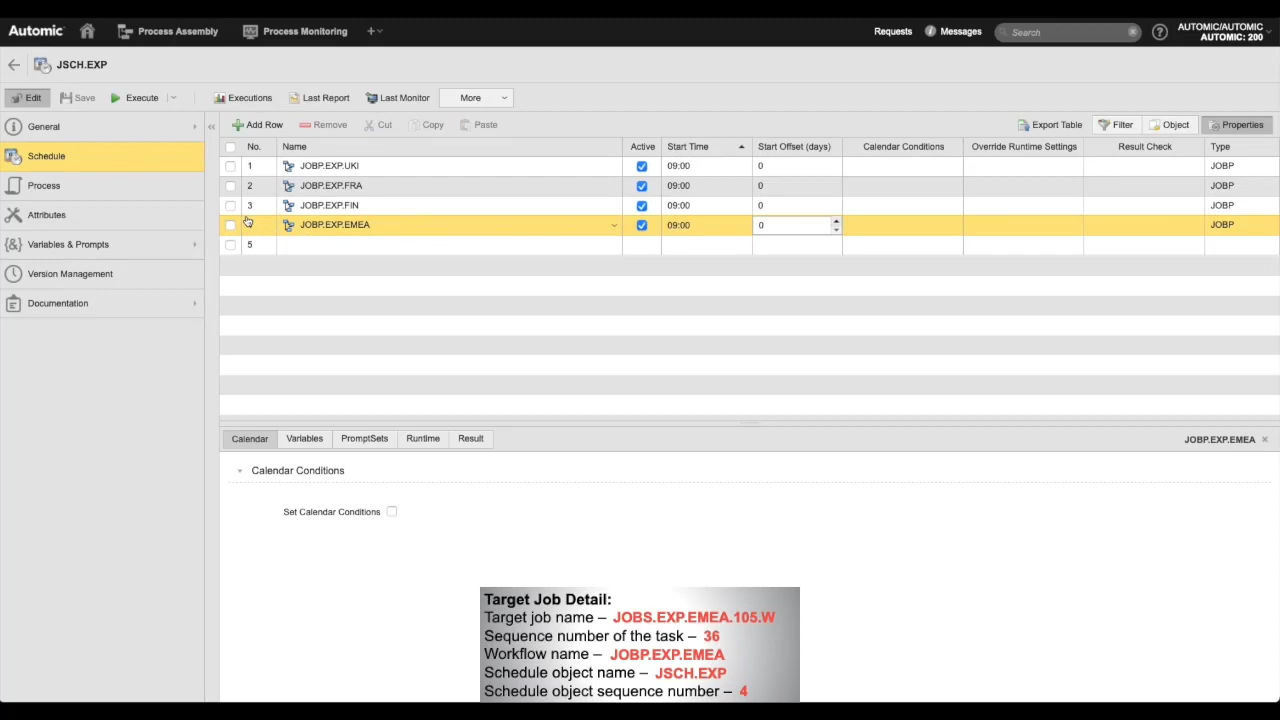 Automic Process Assembly Process Monitoring + Requests Messages Search ? AUTOMIC/AUTOMIC
AUTOMIC: 200
JSCH.EXP
Edit Save Execute Executions Last Report Last Monitor More
General
Schedule
Process
Attributes
Variables & Prompts
Version Management
Documentation
Add Row Remove Cut Copy Paste Export Table Filter Object Properties
No. Name Active Start Time Start Offset (days) Calendar Conditions Override Runtime Settings Result Check Type
1 JOBP.EXP.UKI 09:00 0 JOBP
2 JOBP.EXP.FRA 09:00 0 JOBP
3 JOBP.EXP.FIN 09:00 0 JOBP
JOBP.EXP.EMEA 09:00 0 JOBP
5
Calendar Variables PromptSets Runtime Result JOBP.EXP.EMEA
Calendar Conditions
Set Calendar Conditions
Target Job Detail:
Target job name – JOBS.EXP.EMEA.105.W
Sequence number of the task – 36
Workflow name – JOBP.EXP.EMEA
Schedule object name – JSCH.EXP
Schedule object sequence number – 4